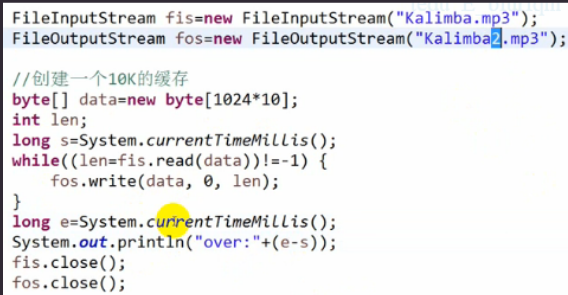 FileInputStream fis=new FileInputStream("Kalimba.mp3");
FileOutputStream fos=new FileOutputStream("Kalimba2.mp3");
//创建一个10K的缓存
byte[] data=new byte[1024*10];
int len;
long s=System.currentTimeMillis();
while((len=fis.read(data))!=-1) {
fos.write(data, 0, len);
}
long e=System.currentTimeMillis();
System.out.println("over:"+(e-s));
fis.close();
fos.close();